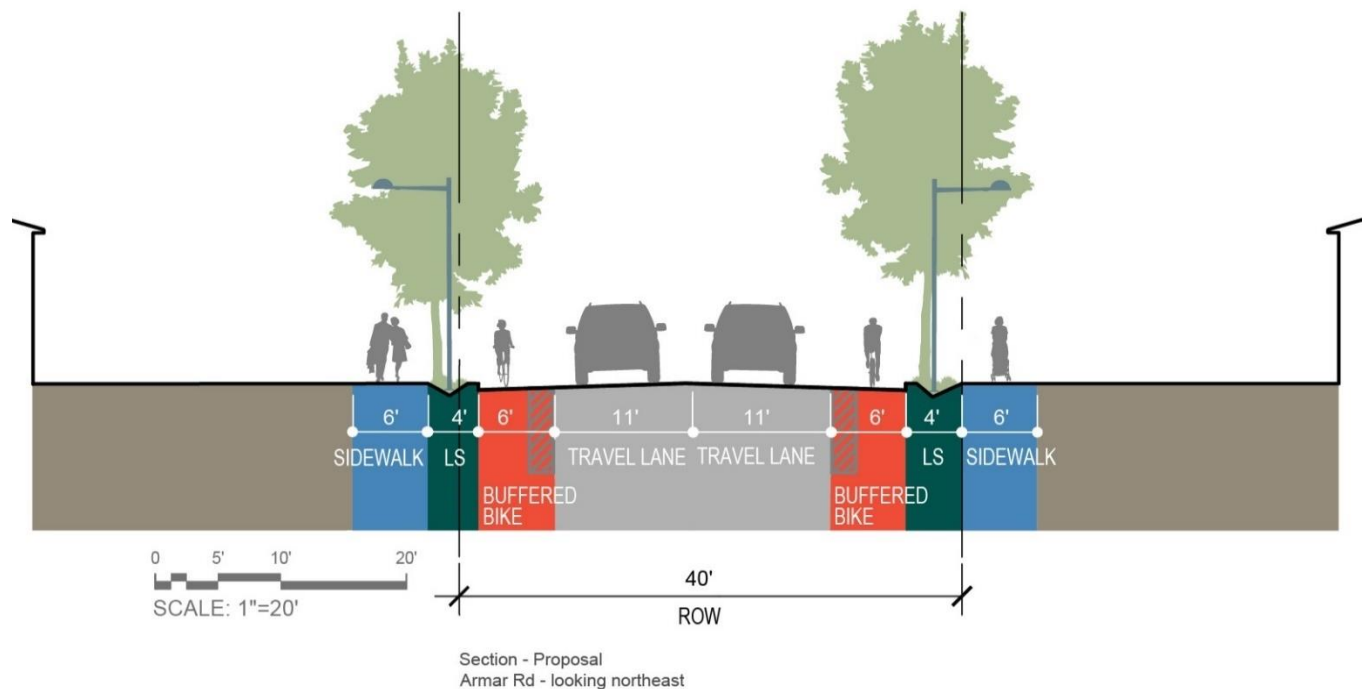 6'
4'
6'
11'
11'
6'
4'
6'
SIDEWALK
LS
TRAVEL LANE
TRAVEL LANE
LS
SIDEWALK
BUFFERED
BIKE
BUFFERED
BIKE
0
5'
10'
20'
SCALE: 1"=20'
40'
ROW
Section - Proposal
Armar Rd - looking northeast